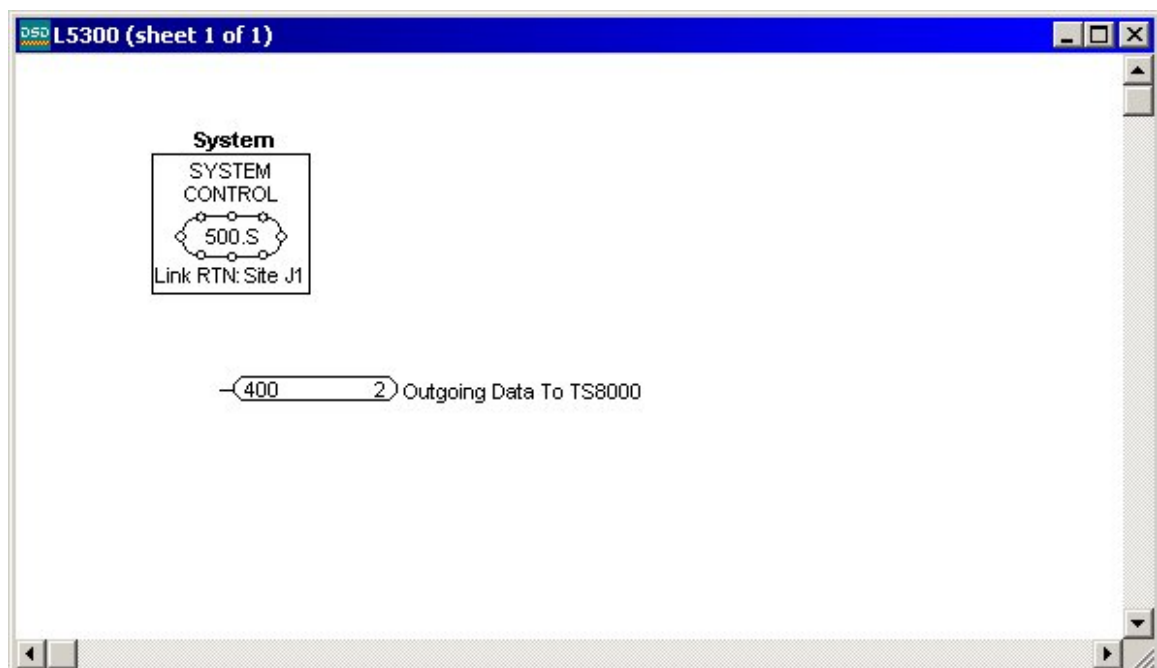 DSD L5300 (sheet 1 of 1)
System
SYSTEM
CONTROL
500.S
Link RTN: Site J1
400 2 Outgoing Data To TS8000